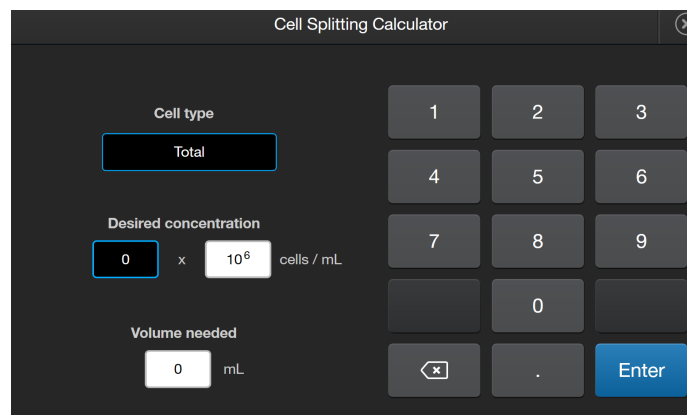 Cell Splitting Calculator
Cell type
Total
Desired concentration
0 x 10⁶ cells / mL
Volume needed
0 mL
1 2 3
4 5 6
7 8 9
0
. Enter